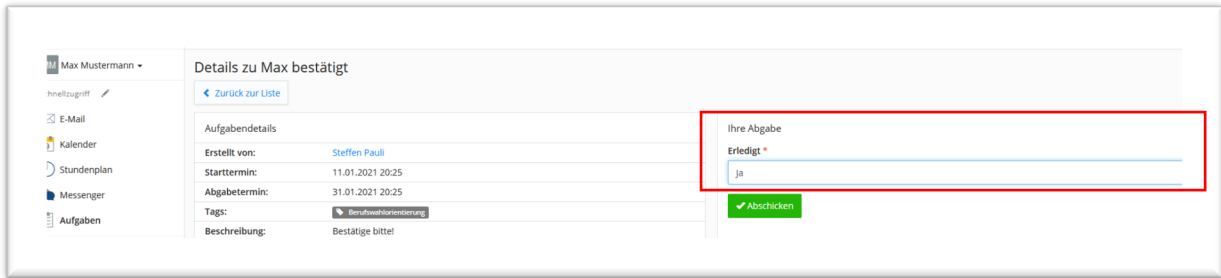 Max Mustermann
hnellzugriff
E-Mail
Kalender
Stundenplan
Messenger
Aufgaben
Details zu Max bestätigt
Zurück zur Liste
Aufgabendetails
Erstellt von: Steffen Pauli
Starttermin: 11.01.2021 20:25
Abgabetermin: 31.01.2021 20:25
Tags: Berufswahlorientierung
Beschreibung: Bestätige bitte!
Ihre Abgabe
Erledigt *
Ja
Abschicken